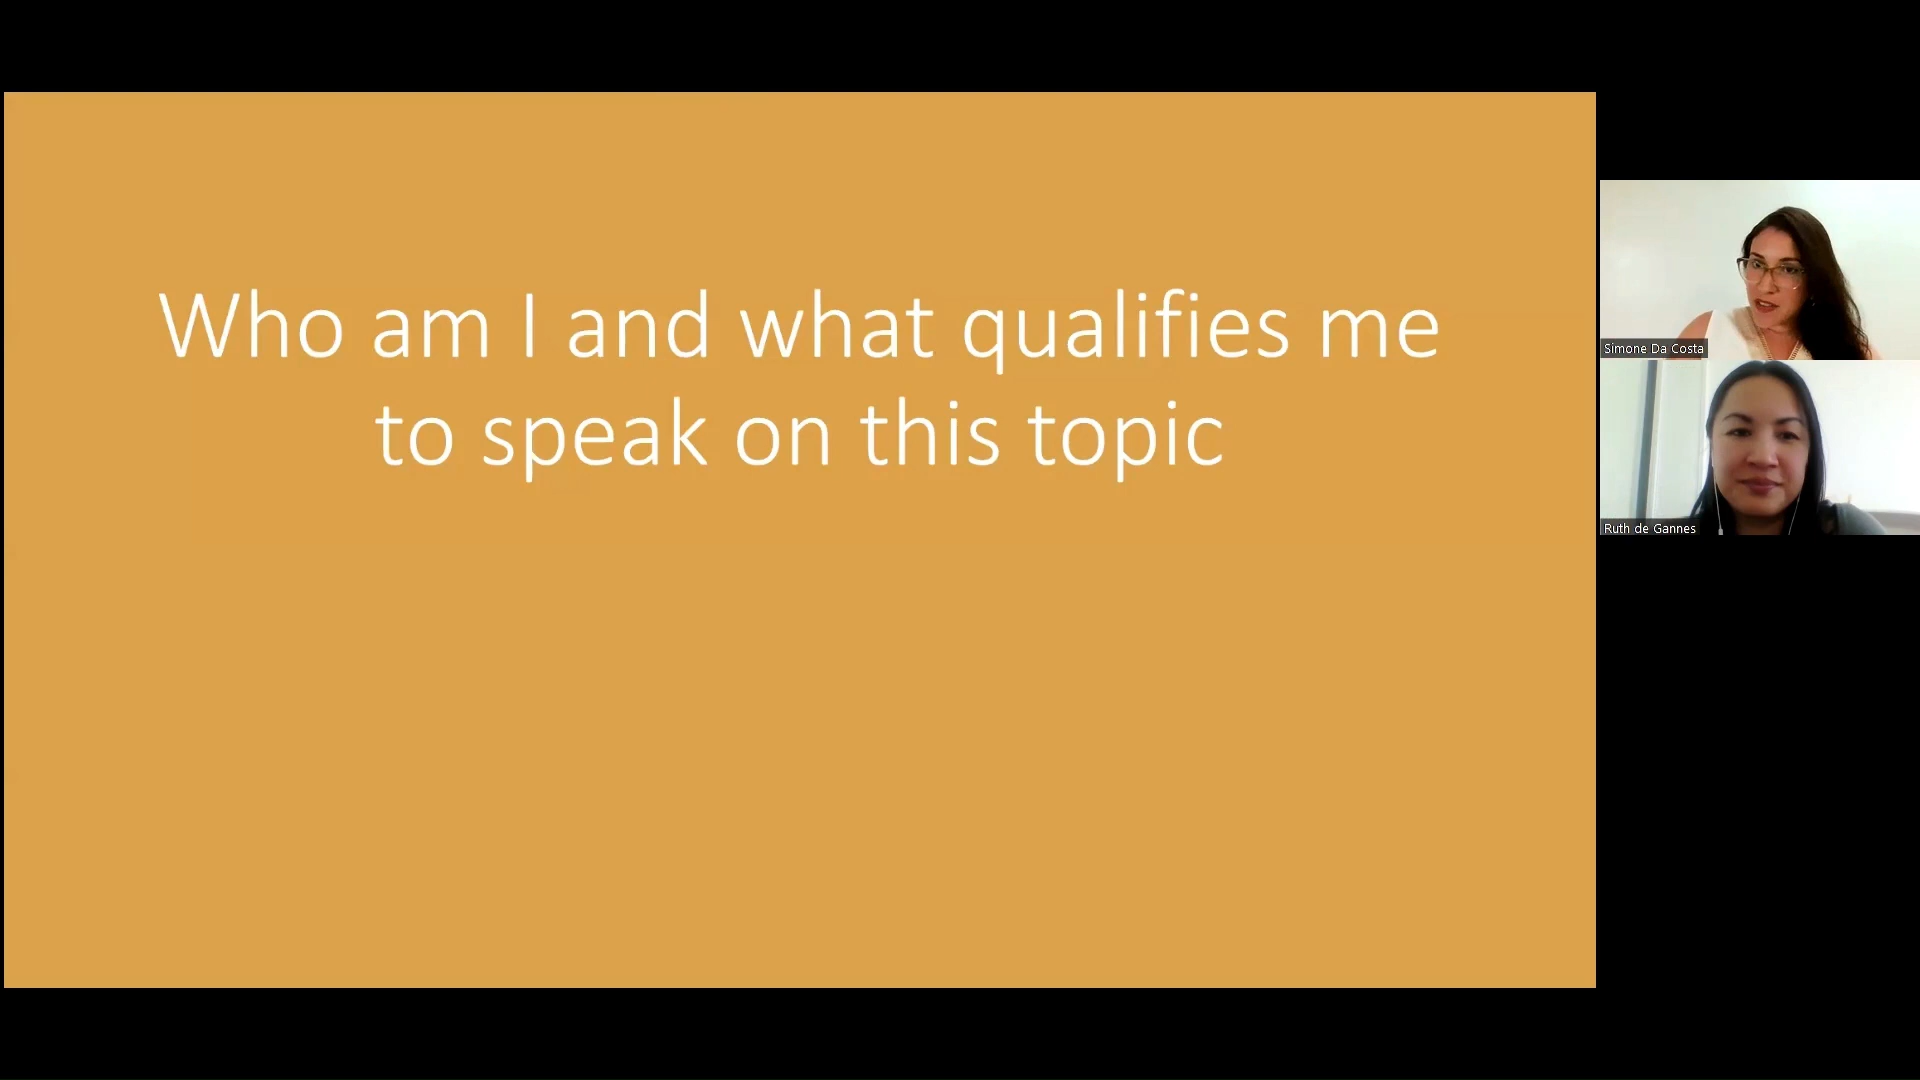 Who am I and what qualifies me
to speak on this topic
Simone Da Costa
Ruth de Gannes